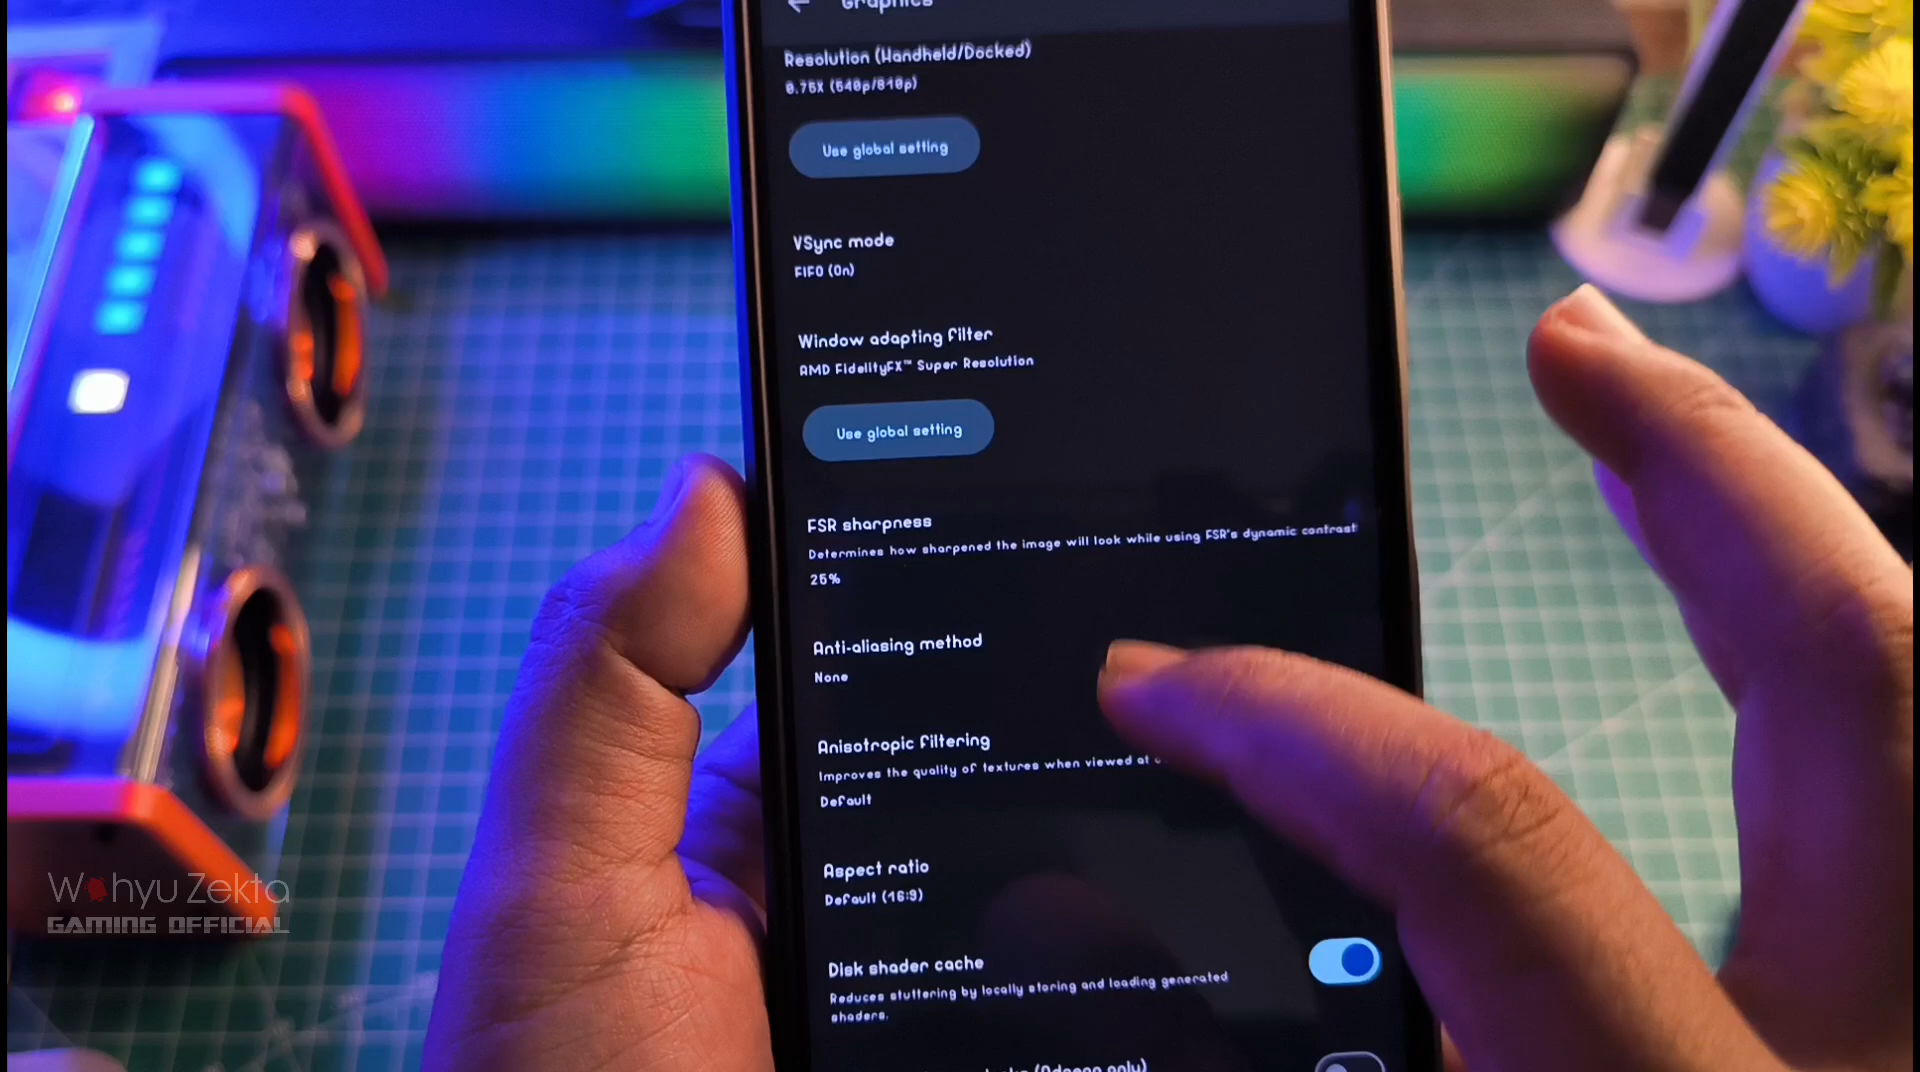 Graphics
Resolution (Handheld/Docked)
0.75X (540p/810p)
Use global setting
VSync mode
FIFO (On)
Window adapting filter
AMD FidelityFX™ Super Resolution
Use global setting
FSR sharpness
Determines how sharpened the image will look while using FSR's dynamic contrast
25%
Anti-aliasing method
None
Anisotropic filtering
Improves the quality of textures when viewed at
Default
Aspect ratio
Default (16:9)
Disk shader cache
Reduces stuttering by locally storing and loading generated
shaders.
(Adreno only)
Wahyu Zekta
GAMING OFFICIAL